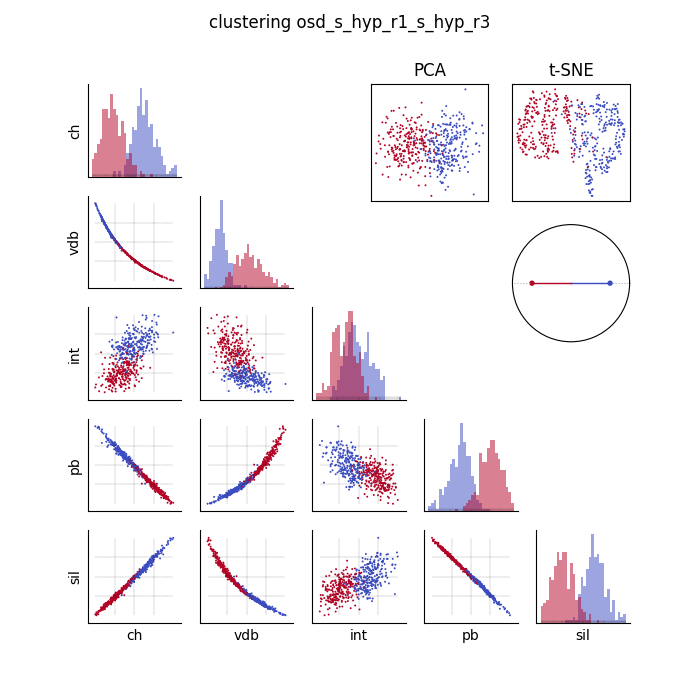 clustering osd_s_hyp_r1_s_hyp_r3
PCA
t-SNE
ch
vdb
int
pb
sil
ch
vdb
int
pb
sil